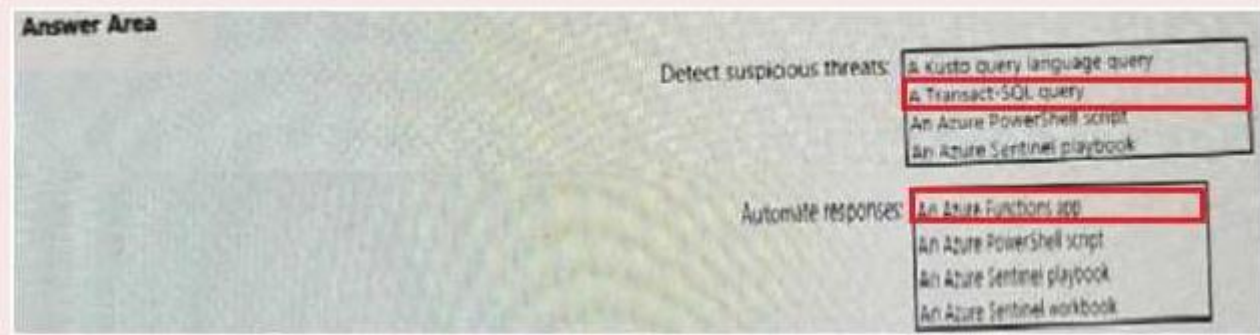 Answer Area
Detect suspicious threats:
A Kusto query language query
A Transact-SQL query
An Azure PowerShell script
An Azure Sentinel playbook
Automate responses:
An Azure Functions app
An Azure PowerShell script
An Azure Sentinel playbook
An Azure Sentinel workbook